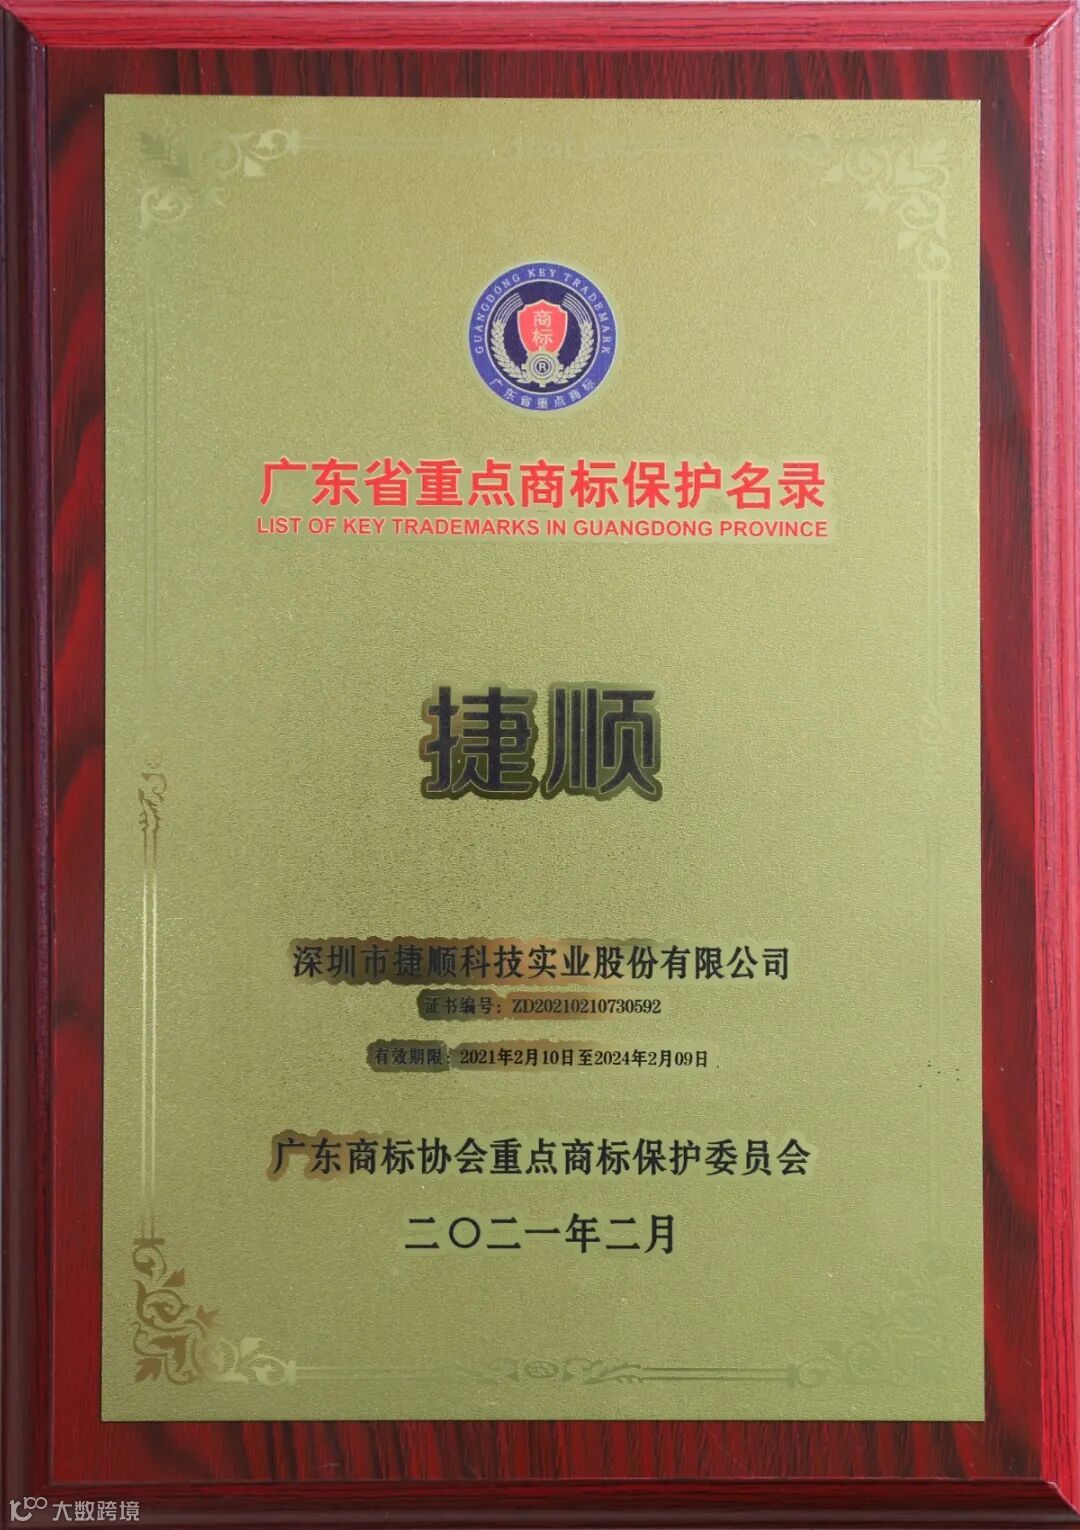 GUANGDONG KEY TRADEMARK
商
标
R
广东省重点商标
广东省重点商标保护名录
LIST OF KEY TRADEMARKS IN GUANGDONG PROVINCE
捷顺
深圳市捷顺科技实业股份有限公司
证书编号：ZD20210210730592
有效期限：2021年2月10日至2024年2月09日
广东商标协会重点商标保护委员会
二〇二一年二月
大数跨境